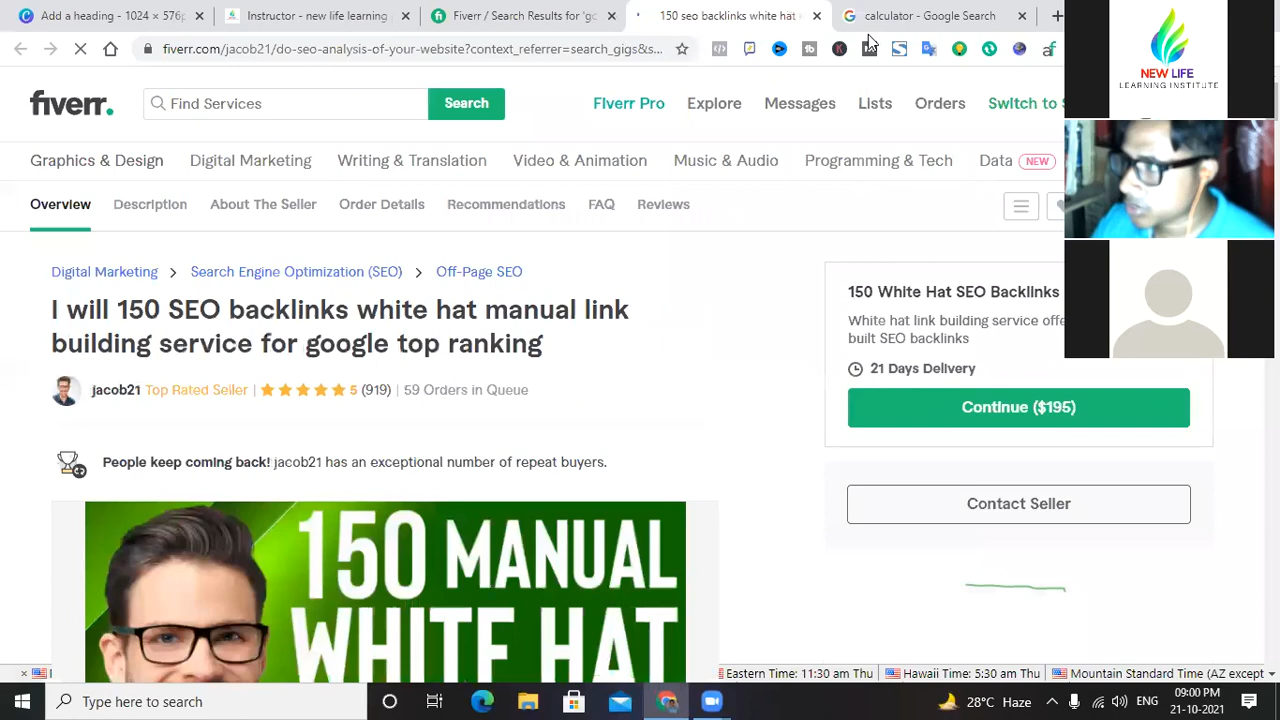 Add a heading - 1024 × 576p
Instructor - new life learning
Fiverr / Search Results for 'go
150 seo backlinks white hat
calculator - Google Search
fiverr.com/jacob21/do-seo-analysis-of-your-website?context_referrer=search_gigs&s...
fiverr.
Find Services
Search
Fiverr Pro
Explore
Messages
Lists
Orders
Switch to
NEW LIFE
LEARNING INSTITUTE
Graphics & Design
Digital Marketing
Writing & Translation
Video & Animation
Music & Audio
Programming & Tech
Data NEW
Overview
Description
About The Seller
Order Details
Recommendations
FAQ
Reviews
Digital Marketing > Search Engine Optimization (SEO) > Off-Page SEO
I will 150 SEO backlinks white hat manual link
building service for google top ranking
jacob21 Top Rated Seller | 5 (919) | 59 Orders in Queue
People keep coming back! jacob21 has an exceptional number of repeat buyers.
150 MANUAL
WHITE HAT
150 White Hat SEO Backlinks
White hat link building service offe
built SEO backlinks
21 Days Delivery
Continue ($195)
Contact Seller
Eastern Time: 11:30 am Thu
Hawaii Time: 5:30 am Thu
Mountain Standard Time (AZ except
Type here to search
28°C Haze
ENG
09:00 PM
21-10-2021